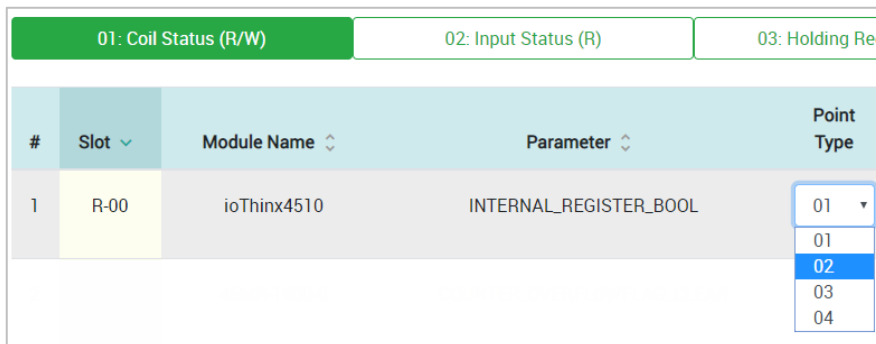 01: Coil Status (R/W) 02: Input Status (R) 03: Holding Re
# Slot Module Name Parameter Point Type
1 R-00 ioThinx4510 INTERNAL_REGISTER_BOOL 01
01
02
03
04